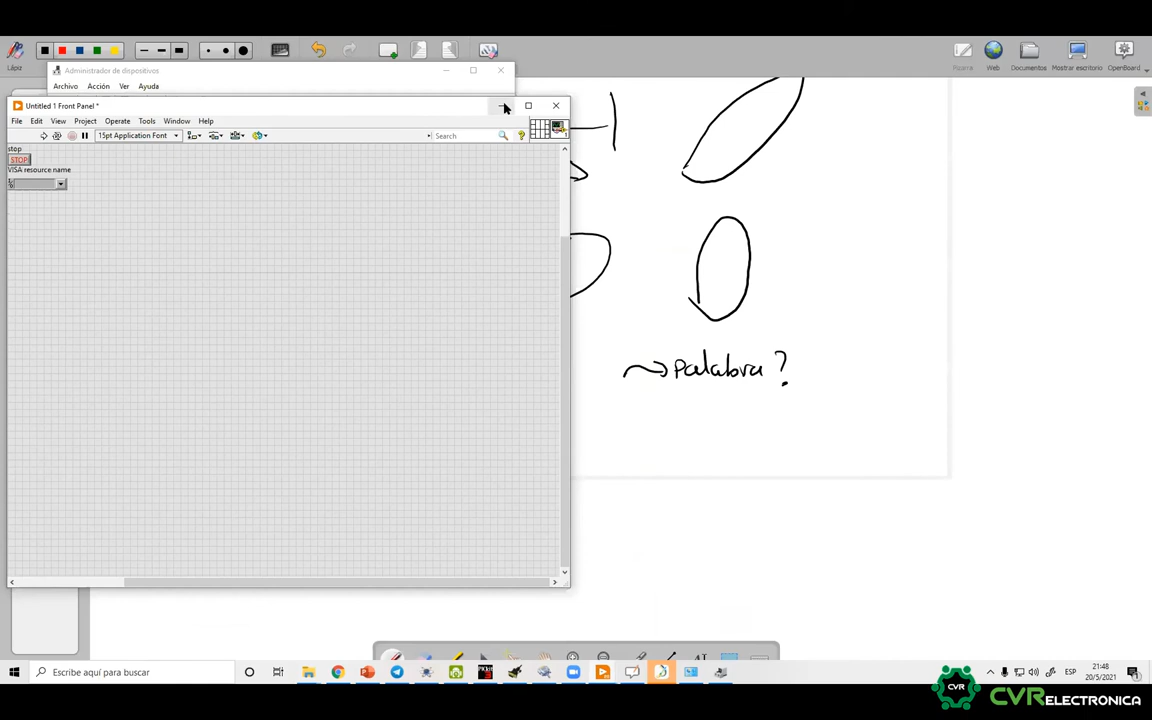 Lápiz
Pizarra
Web
Documentos
Mostrar escritorio
OpenBoard
Administrador de dispositivos
Archivo Acción Ver Ayuda
Untitled 1 Front Panel *
File Edit View Project Operate Tools Window Help
15pt Application Font
Search
?
1
stop
STOP
VISA resource name
I/O
palabra ?
Escribe aquí para buscar
ESP
21:48
20/5/2021
CVR
CVRELECTRONICA